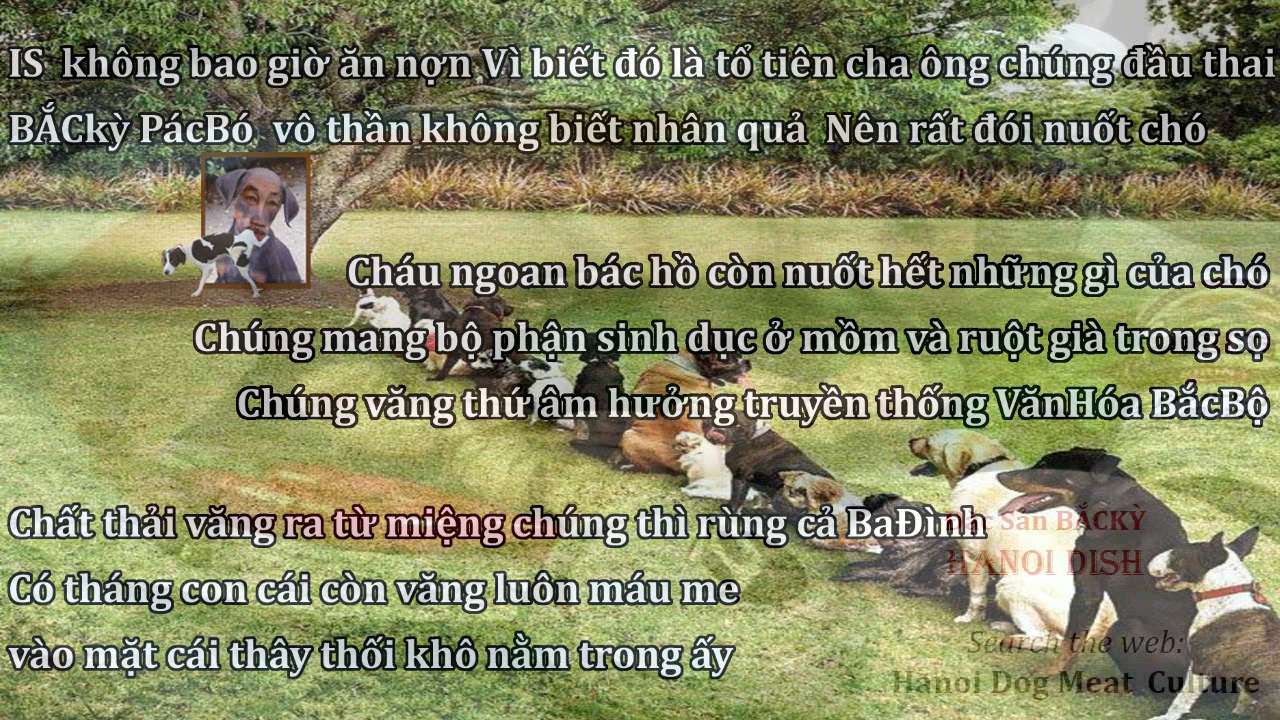 IS không bao giờ ăn nợn Vì biết đó là tổ tiên cha ông chúng đầu thai
BẮCkỳ PácBó vô thần không biết nhân quả Nên rất đói nuốt chó
Cháu ngoan bác hồ còn nuốt hết những gì của chó
Chúng mang bộ phận sinh dục ở mồm và ruột già trong sọ
Chúng văng thứ âm hưởng truyền thống VănHóa BắcBộ
Chất thải văng ra từ miệng chúng thì rùng cả BaĐình
Đặc Sản BẮCKỲ
HANOI DISH
Có tháng con cái còn văng luôn máu me
vào mặt cái thây thối khô nằm trong ấy
Search the web:
Hanoi Dog Meat Culture